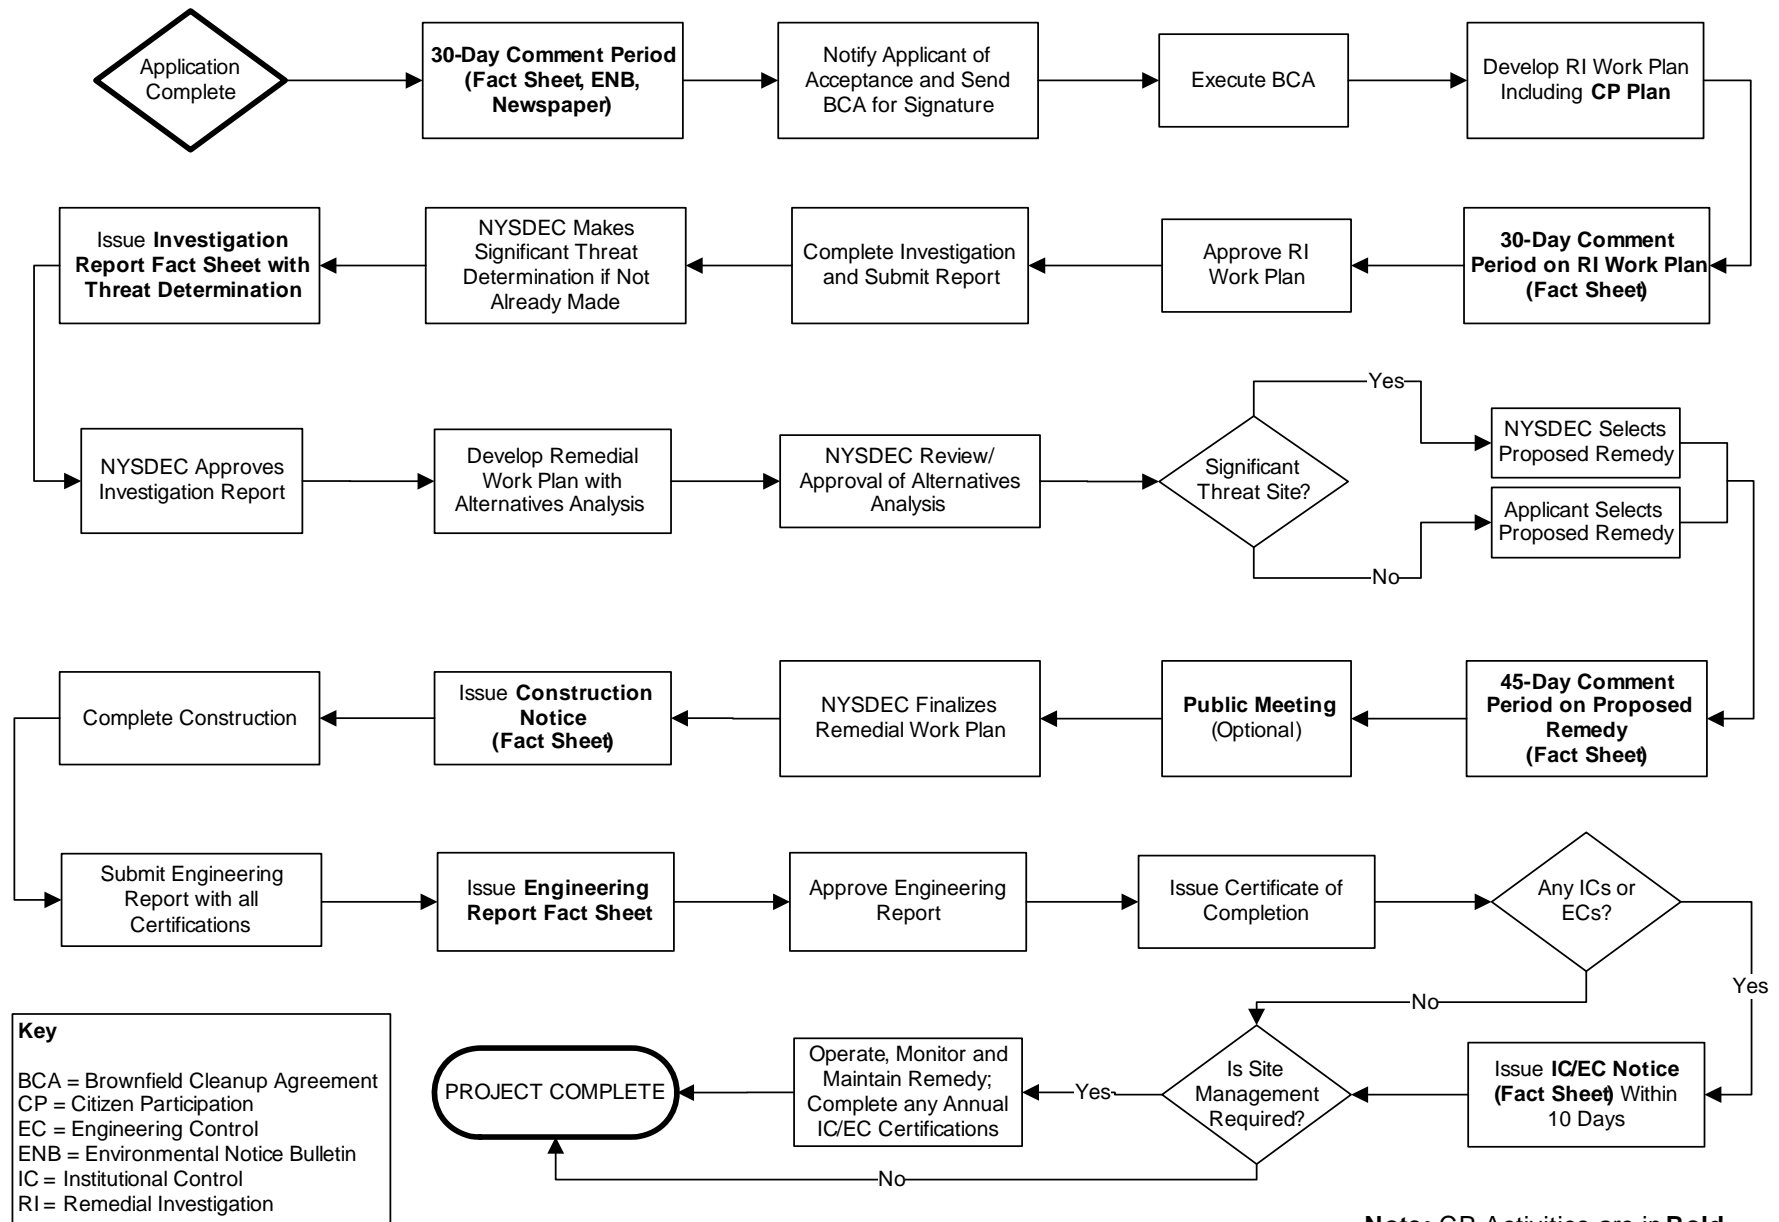 Application
Complete
30-Day Comment Period
(Fact Sheet, ENB,
Newspaper)
Notify Applicant of
Acceptance and Send
BCA for Signature
Execute BCA
Develop RI Work Plan
Including CP Plan
Issue Investigation
Report Fact Sheet with
Threat Determination
NYSDEC Makes
Significant Threat
Determination if Not
Already Made
Complete Investigation
and Submit Report
Approve RI
Work Plan
30-Day Comment
Period on RI Work Plan
(Fact Sheet)
NYSDEC Approves
Investigation Report
Develop Remedial
Work Plan with
Alternatives Analysis
NYSDEC Review/
Approval of Alternatives
Analysis
Significant
Threat Site?
Yes
No
NYSDEC Selects
Proposed Remedy
Applicant Selects
Proposed Remedy
Complete Construction
Issue Construction
Notice
(Fact Sheet)
NYSDEC Finalizes
Remedial Work Plan
Public Meeting
(Optional)
45-Day Comment
Period on Proposed
Remedy
(Fact Sheet)
Submit Engineering
Report with all
Certifications
Issue Engineering
Report Fact Sheet
Approve Engineering
Report
Issue Certificate of
Completion
Any ICs or
ECs?
Yes
No
Key
BCA = Brownfield Cleanup Agreement
CP = Citizen Participation
EC = Engineering Control
ENB = Environmental Notice Bulletin
IC = Institutional Control
RI = Remedial Investigation
PROJECT COMPLETE
Operate, Monitor and
Maintain Remedy;
Complete any Annual
IC/EC Certifications
Yes
Is Site
Management
Required?
Issue IC/EC Notice
(Fact Sheet) Within
10 Days
No
Note: CP Activities are in Bold